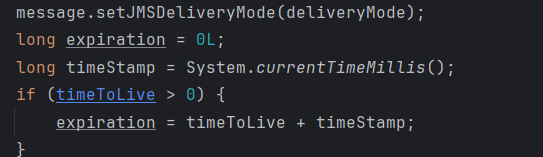 message.setJMSDeliveryMode(deliveryMode);
long expiration = 0L;
long timeStamp = System.currentTimeMillis();
if (timeToLive > 0) {
    expiration = timeToLive + timeStamp;
}